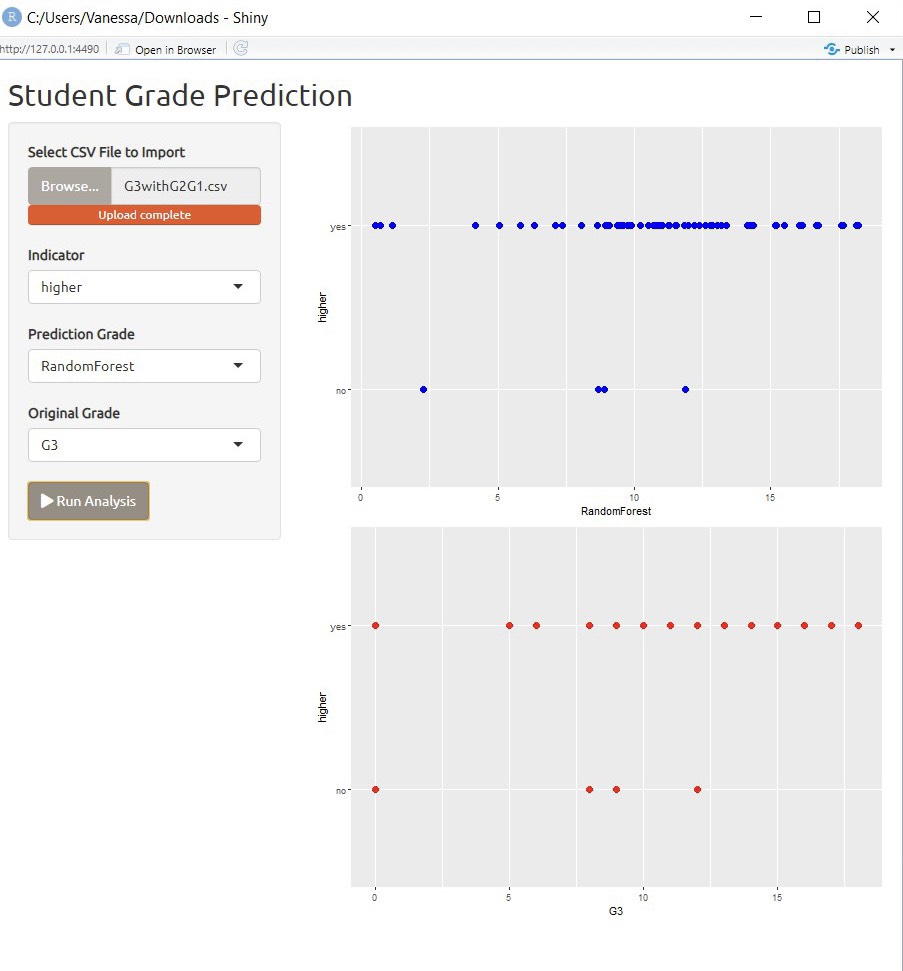 R C:/Users/Vanessa/Downloads - Shiny
http://127.0.0.1:4490 Open in Browser Publish
Student Grade Prediction
Select CSV File to Import
Browse... G3withG2G1.csv
Upload complete
Indicator
higher
Prediction Grade
RandomForest
Original Grade
G3
Run Analysis
yes
higher
no
0 5 10 15
RandomForest
yes
higher
no
0 5 10 15
G3